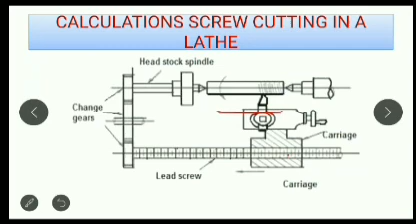 CALCULATIONS SCREW CUTTING IN A
LATHE
Head stock spindle
Change
gears
Carriage
Lead screw
Carriage